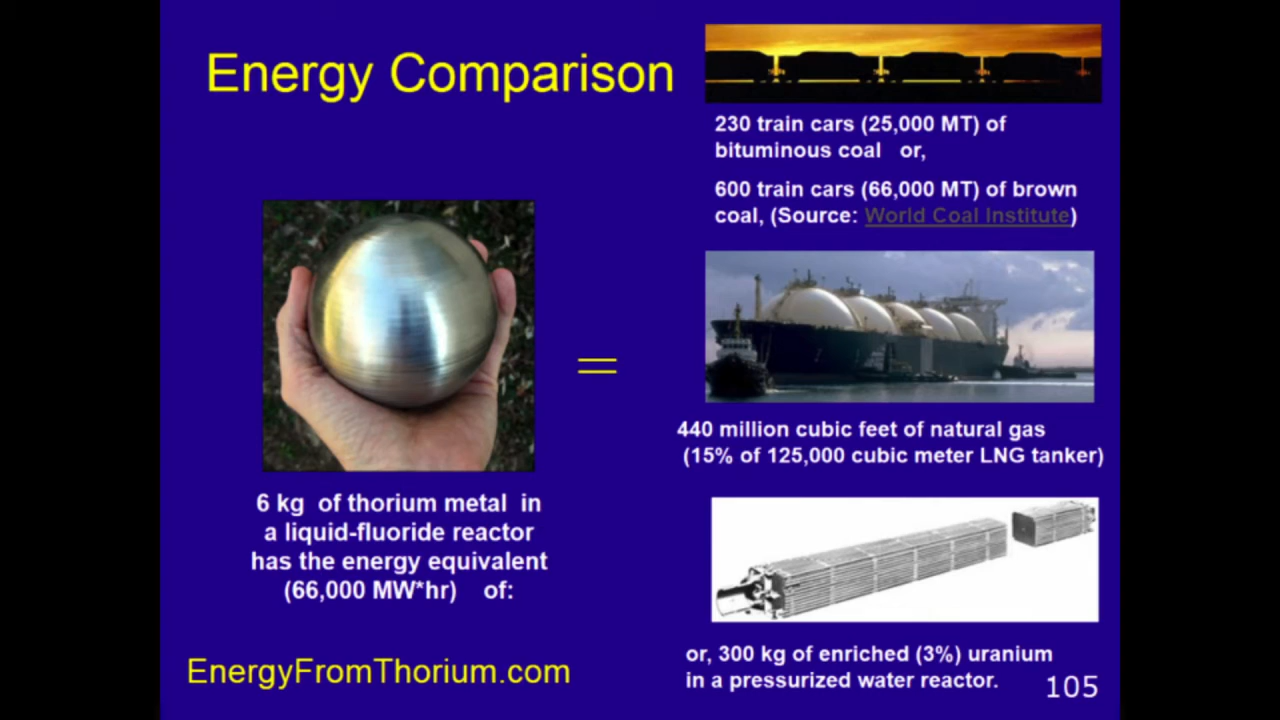 Energy Comparison
230 train cars (25,000 MT) of
bituminous coal or,
600 train cars (66,000 MT) of brown
coal, (Source: World Coal Institute)
6 kg of thorium metal in
a liquid-fluoride reactor
has the energy equivalent
(66,000 MW*hr) of:
=
440 million cubic feet of natural gas
(15% of 125,000 cubic meter LNG tanker)
or, 300 kg of enriched (3%) uranium
in a pressurized water reactor.
EnergyFromThorium.com
105